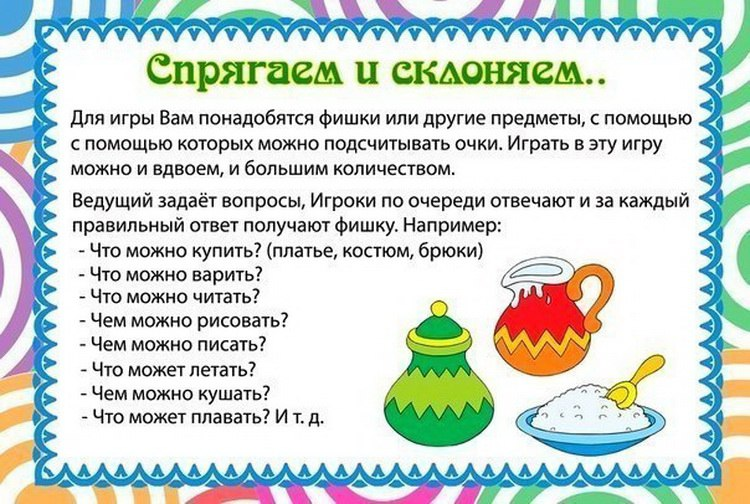 Спрягаем и склоняем..
Для игры Вам понадобятся фишки или другие предметы, с помощью
с помощью которых можно подсчитывать очки. Играть в эту игру
можно и вдвоем, и большим количеством.
Ведущий задаёт вопросы, Игроки по очереди отвечают и за каждый
правильный ответ получают фишку. Например:
- Что можно купить? (платье, костюм, брюки)
- Что можно варить?
- Что можно читать?
- Чем можно рисовать?
- Чем можно писать?
- Что может летать?
- Чем можно кушать?
- Что может плавать? И т. д.